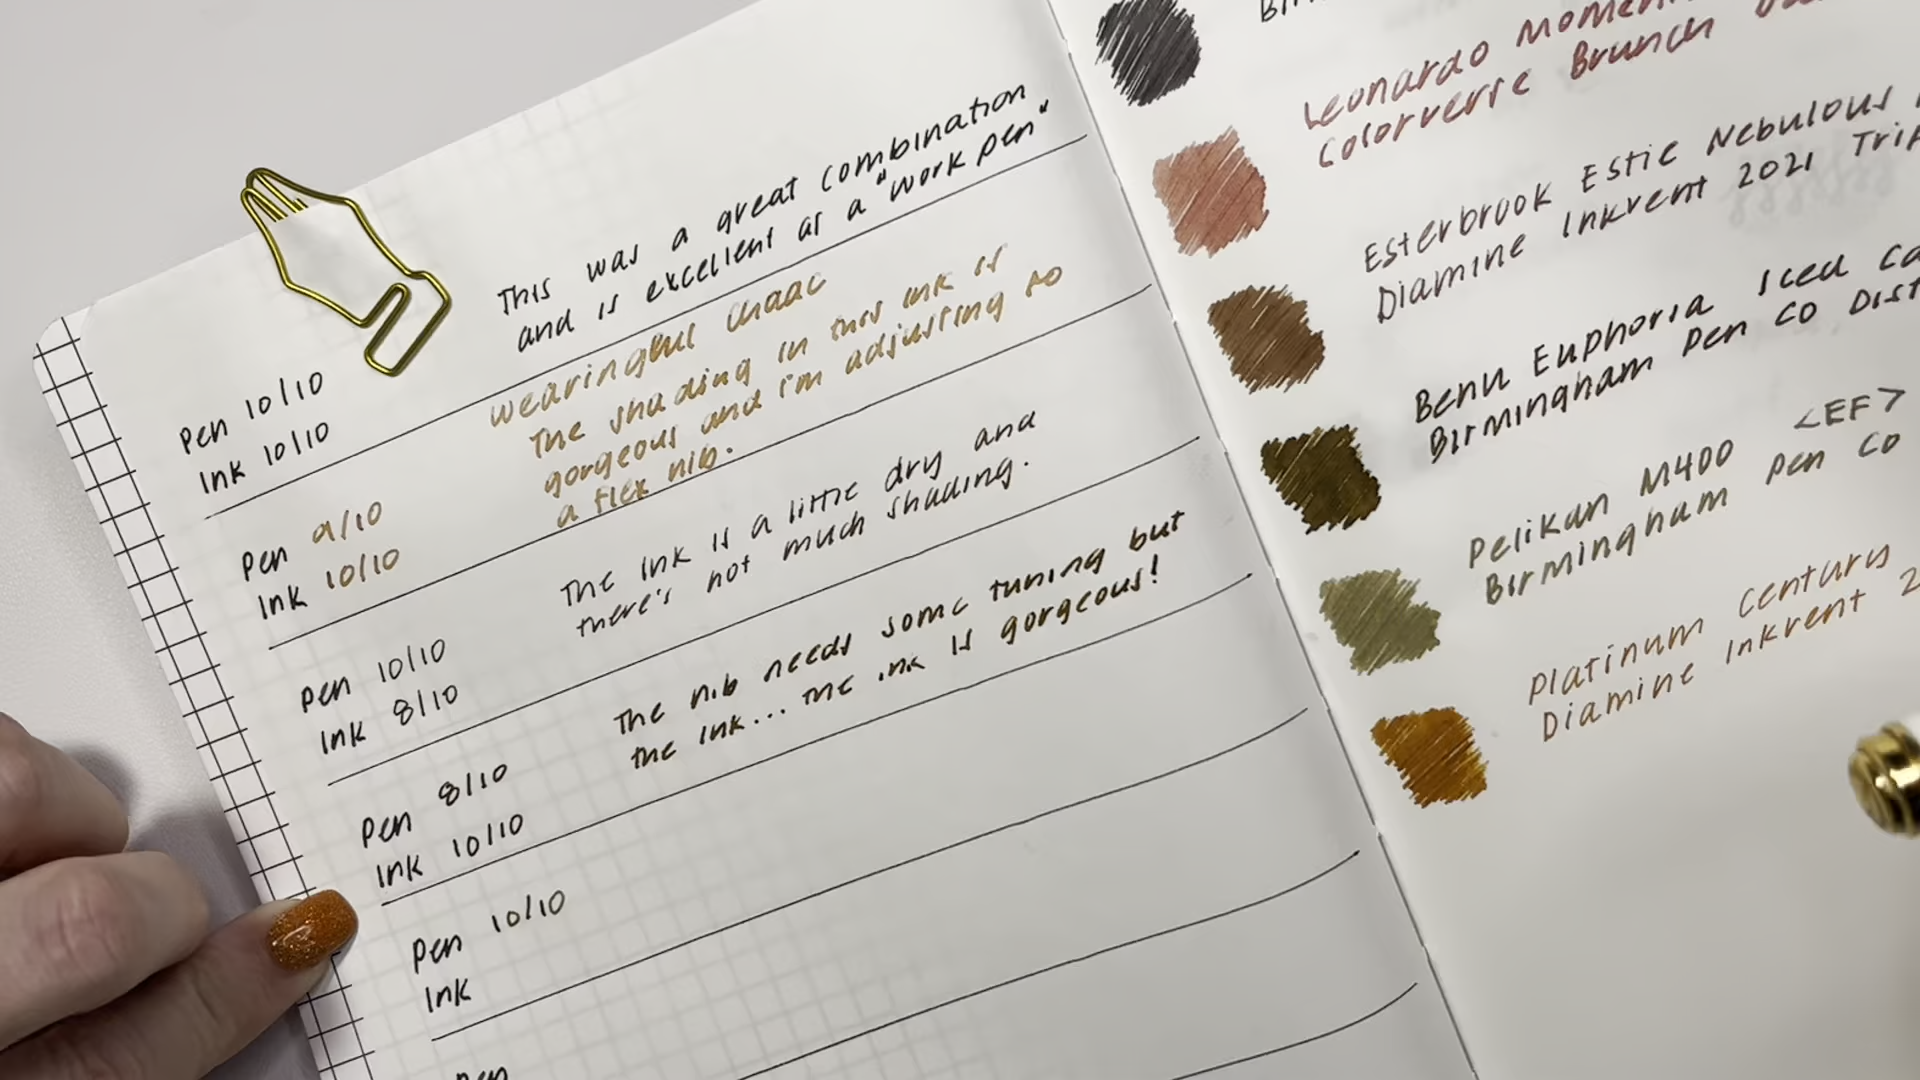 This was a great combination
and is excellent as a "work pen"
Pen 10/10
Ink 10/10
The shading in this ink is
gorgeous and i'm adjusting to
a flex nib.
Pen 9/10
Ink 10/10
The ink is a little dry and
there's not much shading.
Pen 10/10
Ink 8/10
The nib needs some tuning but
the ink... the ink is gorgeous!
Pen 8/10
Ink 10/10
Pen 10/10
Ink
Pen
Leonardo
Colorverse Brunch
Esterbrook Estie Nebulous
Diamine Inkvent 2021
Benu Euphoria Iced
Birmingham Pen Co
Pelikan M400 <EF>
Birmingham Pen Co
Platinum Century
Diamine Inkvent